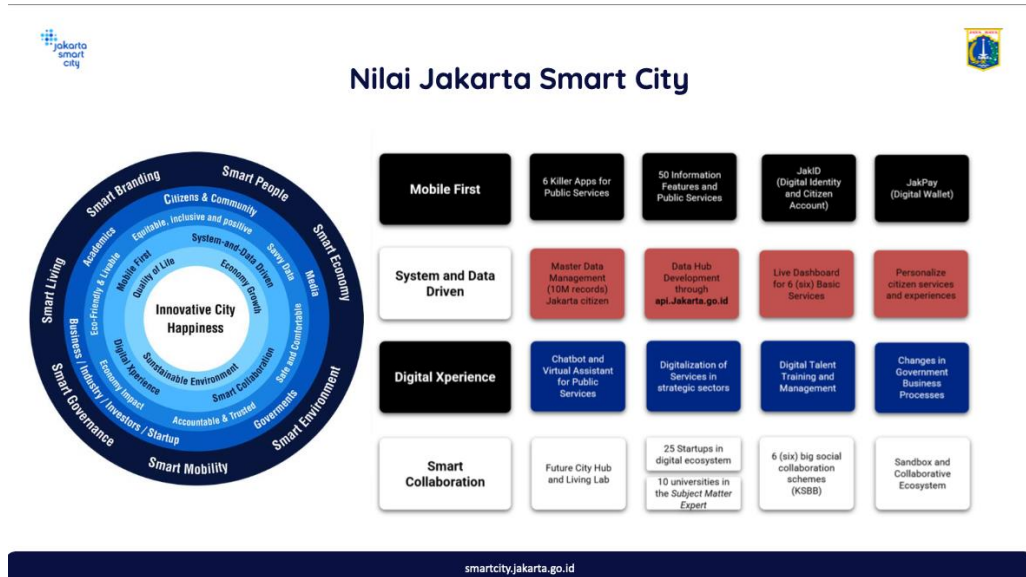 jakarta
smart
city
JAYA RAYA
Nilai Jakarta Smart City
Smart Branding
Smart People
Smart Economy
Smart Environment
Smart Mobility
Smart Governance
Smart Living
Citizens & Community
Media
Goverments
Business / Industry / Investors / Startup
Academics
Equitable, inclusive and positive
Savvy Data
Safe and Comfortable
Accountable & Trusted
Economy Impact
Eco-Friendly & Livable
Mobile First
System-and-Data Driven
Smart Collaboration
Digital Xperience
Quality of Life
Economy Growth
Sunstainable Environment
Innovative City
Happiness
Mobile First
6 Killer Apps for
Public Services
50 Information
Features and
Public Services
JakID
(Digital Identity
and Citizen
Account)
JakPay
(Digital Wallet)
System and Data
Driven
Master Data
Management
(10M records)
Jakarta citizen
Data Hub
Development
through
api.Jakarta.go.id
Live Dashboard
for 6 (six) Basic
Services
Personalize
citizen services
and experiences
Digital Xperience
Chatbot and
Virtual Assistant
for Public
Services
Digitalization of
Services in
strategic sectors
Digital Talent
Training and
Management
Changes in
Government
Business
Processes
Smart
Collaboration
Future City Hub
and Living Lab
25 Startups in
digital ecosystem
10 universities in
the Subject Matter
Expert
6 (six) big social
collaboration
schemes
(KSBB)
Sandbox and
Collaborative
Ecosystem
smartcity.jakarta.go.id